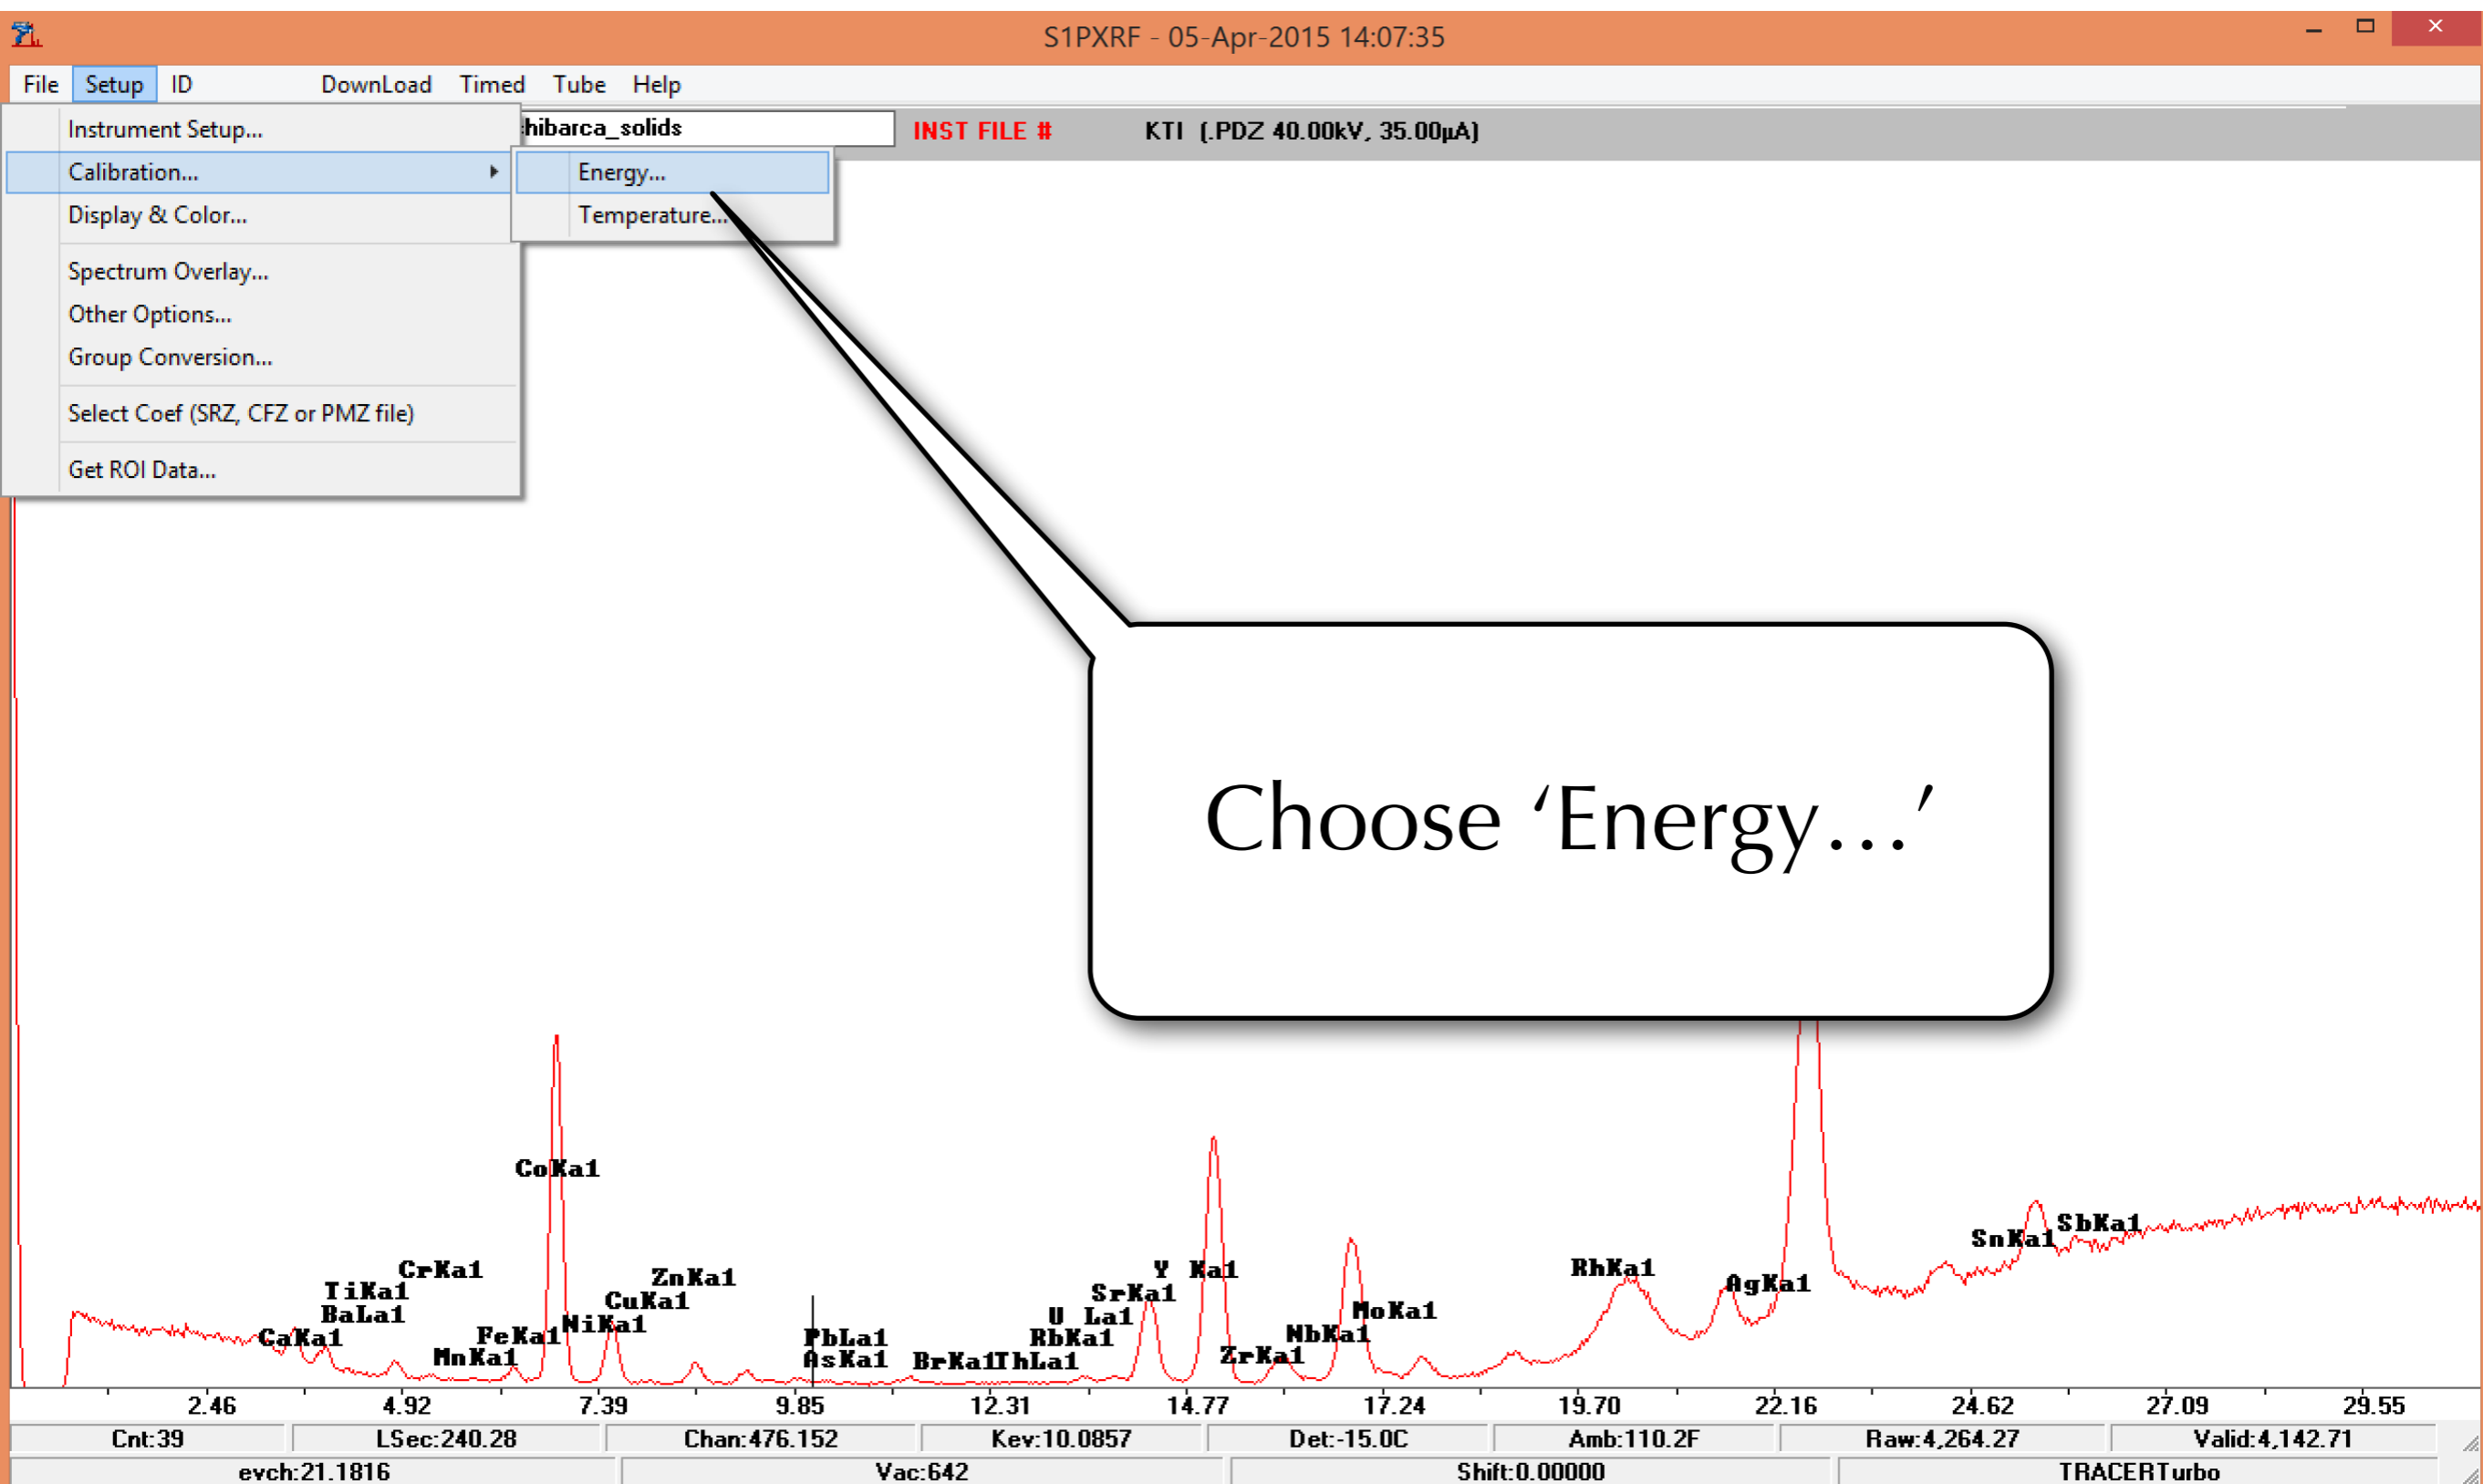 S1PXRF - 05-Apr-2015 14:07:35
File Setup ID DownLoad Timed Tube Help
Instrument Setup...
hibarca_solids
INST FILE # KTI (.PDZ 40.00kV, 35.00µA)
Calibration...
Energy...
Display & Color...
Temperature...
Spectrum Overlay...
Other Options...
Group Conversion...
Select Coef (SRZ, CFZ or PMZ file)
Get ROI Data...
Choose ‘Energy…’
CoKa1
CrKa1
TiKa1
BaLa1
CaKa1
MnKa1
FeKa1
NiKa1
CuKa1
ZnKa1
PbLa1
AsKa1
BrKa1
ThLa1
U La1
RbKa1
SrKa1
Y Ka1
ZrKa1
NbKa1
MoKa1
RhKa1
AgKa1
SnKa1
SbKa1
2.46 4.92 7.39 9.85 12.31 14.77 17.24 19.70 22.16 24.62 27.09 29.55
Cnt:39 LSec:240.28 Chan:476.152 Kev:10.0857 Det:-15.0C Amb:110.2F Raw:4,264.27 Valid:4,142.71
evch:21.1816 Vac:642 Shift:0.00000 TRACERTurbo